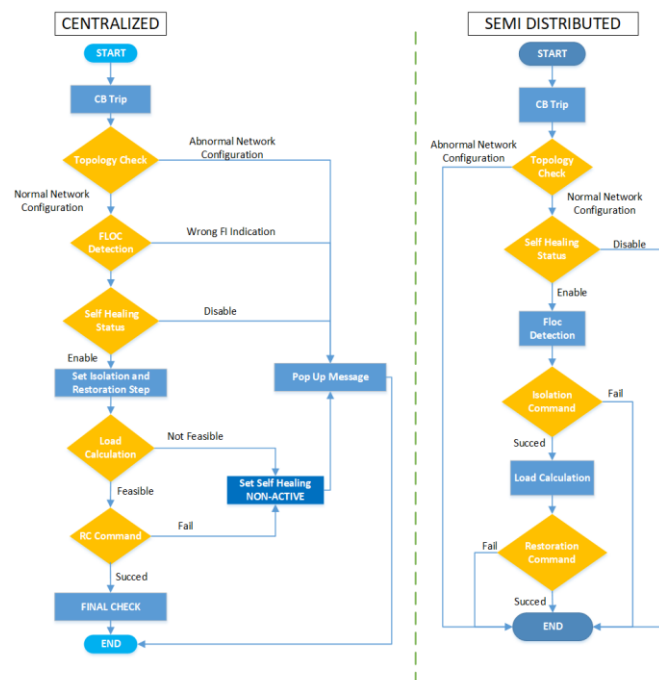 CENTRALIZED
START
CB Trip
Topology Check
Abnormal Network
Configuration
Normal Network
Configuration
FLOC
Detection
Wrong FI Indication
Self Healing
Status
Disable
Enable
Set Isolation and
Restoration Step
Pop Up Message
Load
Calculation
Not Feasible
Set Self Healing
NON-ACTIVE
Feasible
RC Command
Fail
Succed
FINAL CHECK
END
SEMI DISTRIBUTED
START
CB Trip
Abnormal Network
Configuration
Topology
Check
Normal Network
Configuration
Self Healing
Status
Disable
Enable
Floc
Detection
Isolation
Command
Fail
Succed
Load Calculation
Restoration
Command
Fail
Succed
END